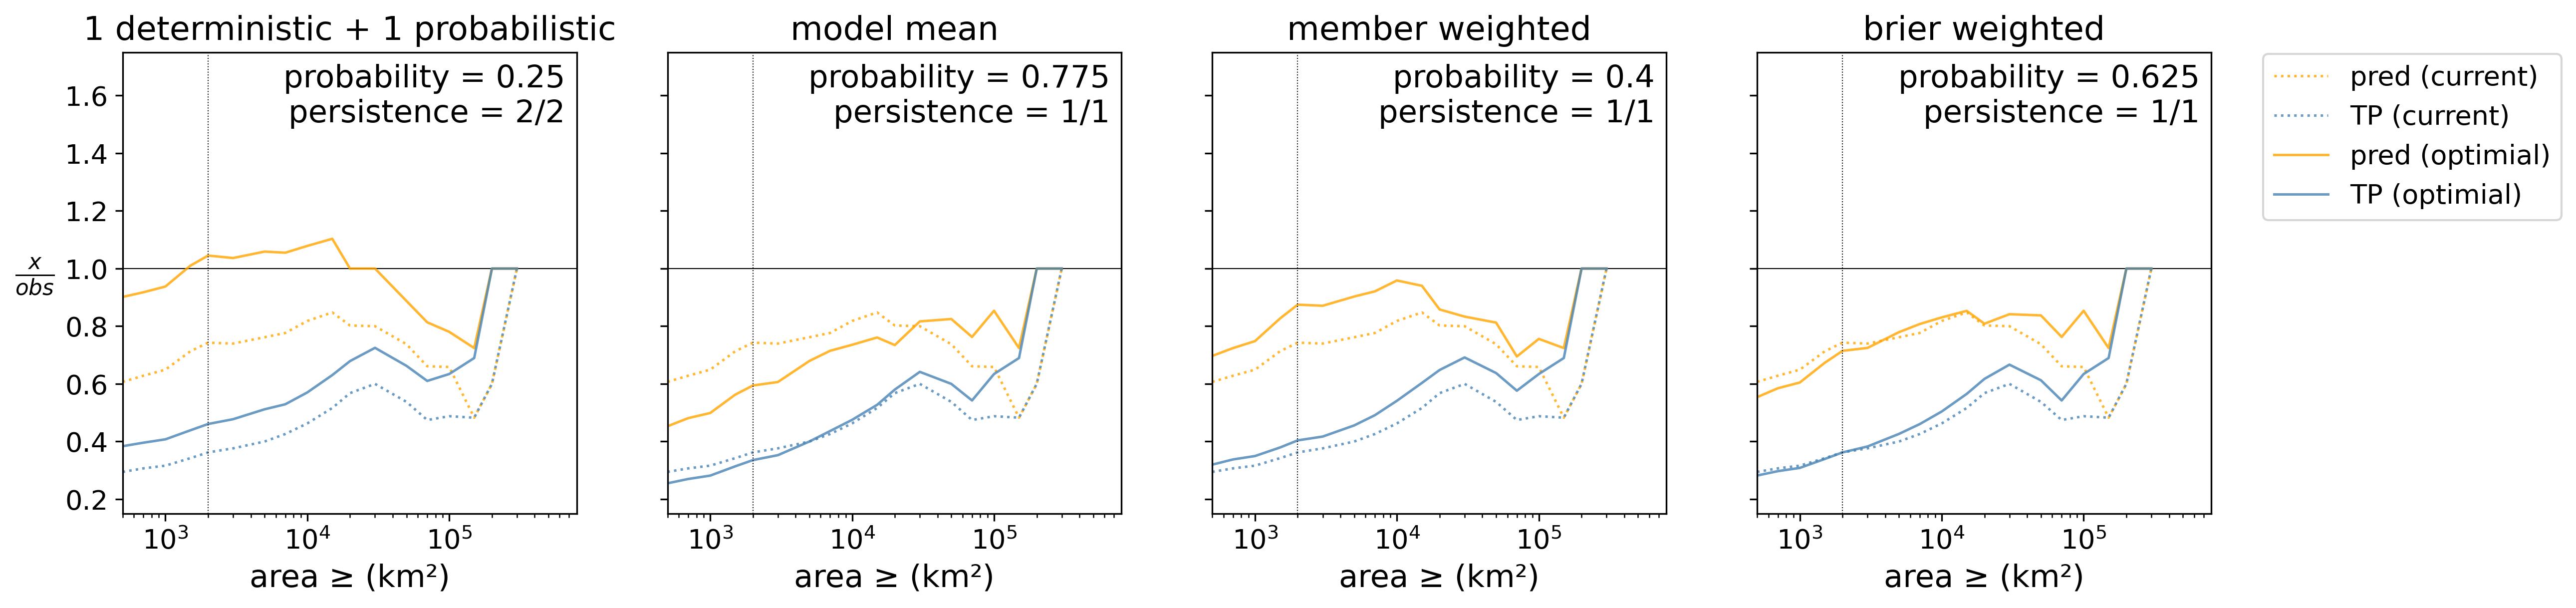 1 deterministic + 1 probabilistic
probability = 0.25
persistence = 2/2
x/obs
1.6
1.4
1.2
1.0
0.8
0.6
0.4
0.2
10³ 10⁴ 10⁵
area ≥ (km²)
model mean
probability = 0.775
persistence = 1/1
10³ 10⁴ 10⁵
area ≥ (km²)
member weighted
probability = 0.4
persistence = 1/1
10³ 10⁴ 10⁵
area ≥ (km²)
brier weighted
probability = 0.625
persistence = 1/1
10³ 10⁴ 10⁵
area ≥ (km²)
pred (current)
TP (current)
pred (optimial)
TP (optimial)